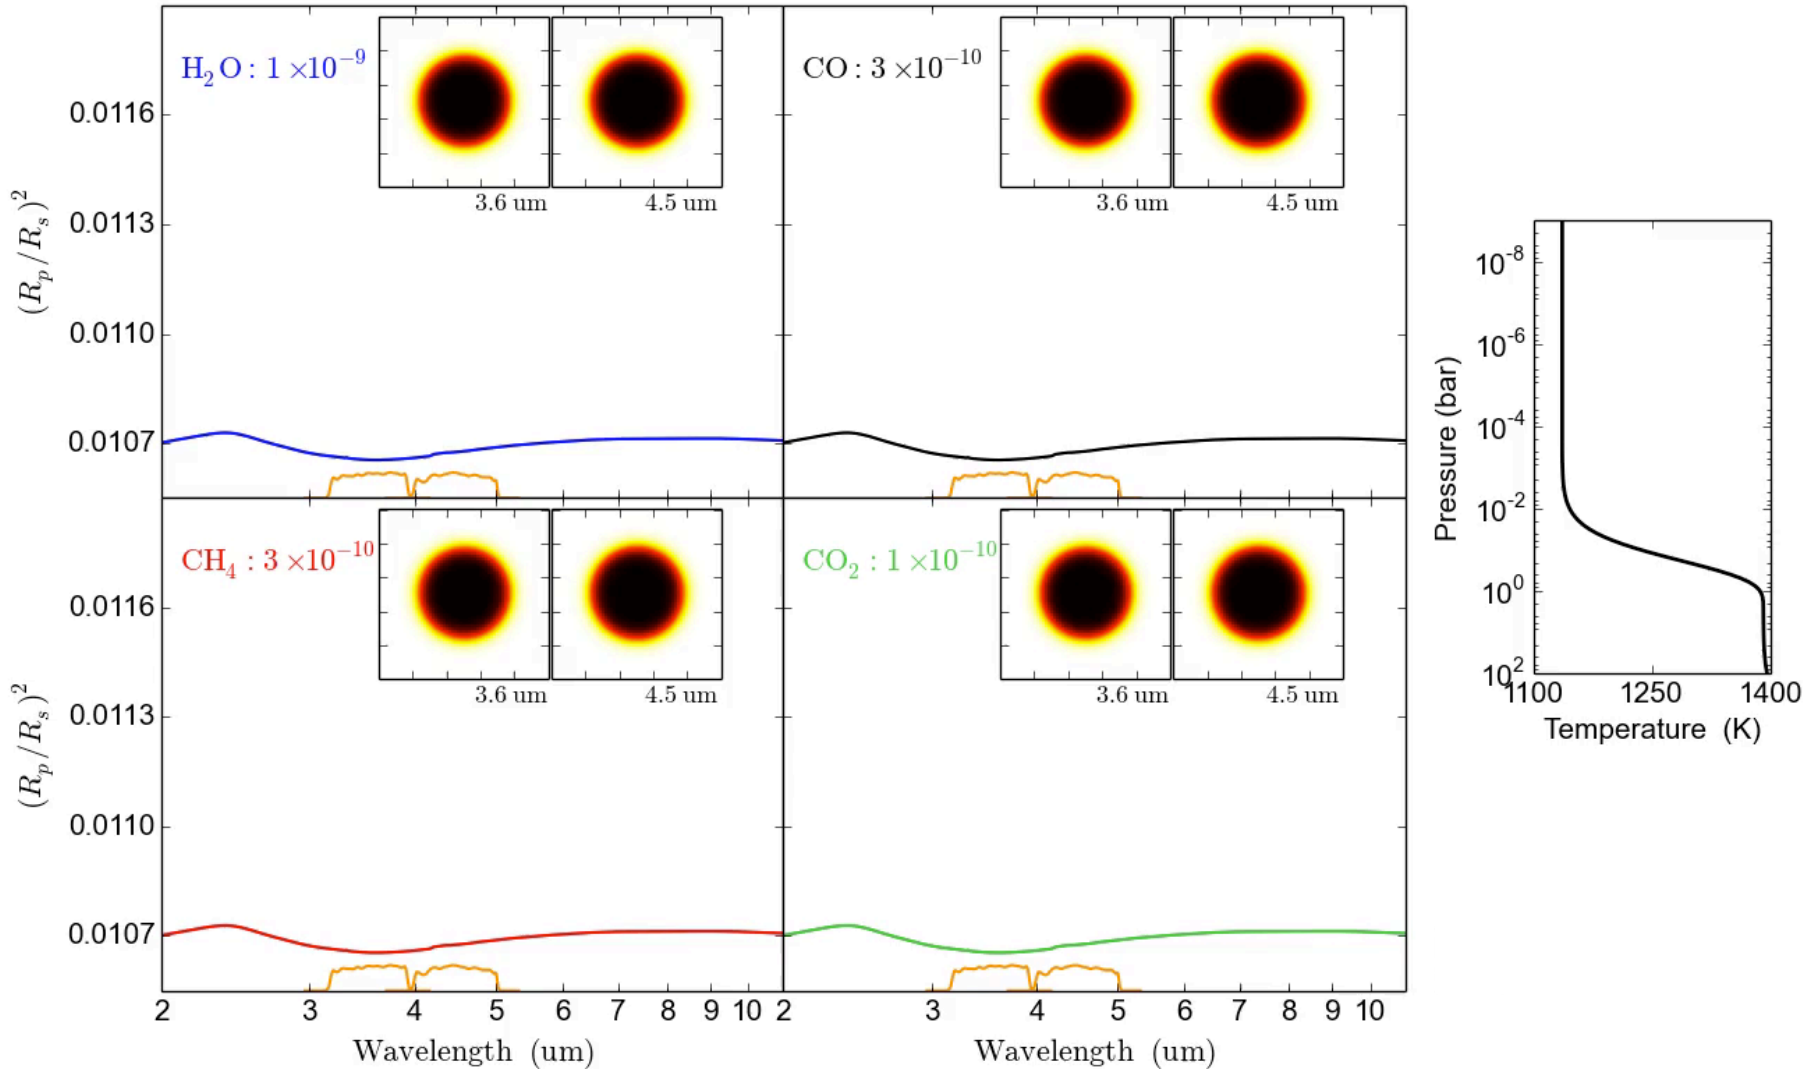 H₂O : 1 ×10⁻⁹
3.6 um
4.5 um
CO : 3 ×10⁻¹⁰
3.6 um
4.5 um
0.0116
0.0113
0.0110
0.0107
(Rₚ/Rₛ)²
CH₄ : 3 ×10⁻¹⁰
3.6 um
4.5 um
CO₂ : 1 ×10⁻¹⁰
3.6 um
4.5 um
0.0116
0.0113
0.0110
0.0107
(Rₚ/Rₛ)²
2 3 4 5 6 7 8 9 10 2 3 4 5 6 7 8 9 10
Wavelength (um)
Wavelength (um)
10⁻⁸
10⁻⁶
10⁻⁴
10⁻²
10⁰
10²
Pressure (bar)
1100 1250 1400
Temperature (K)